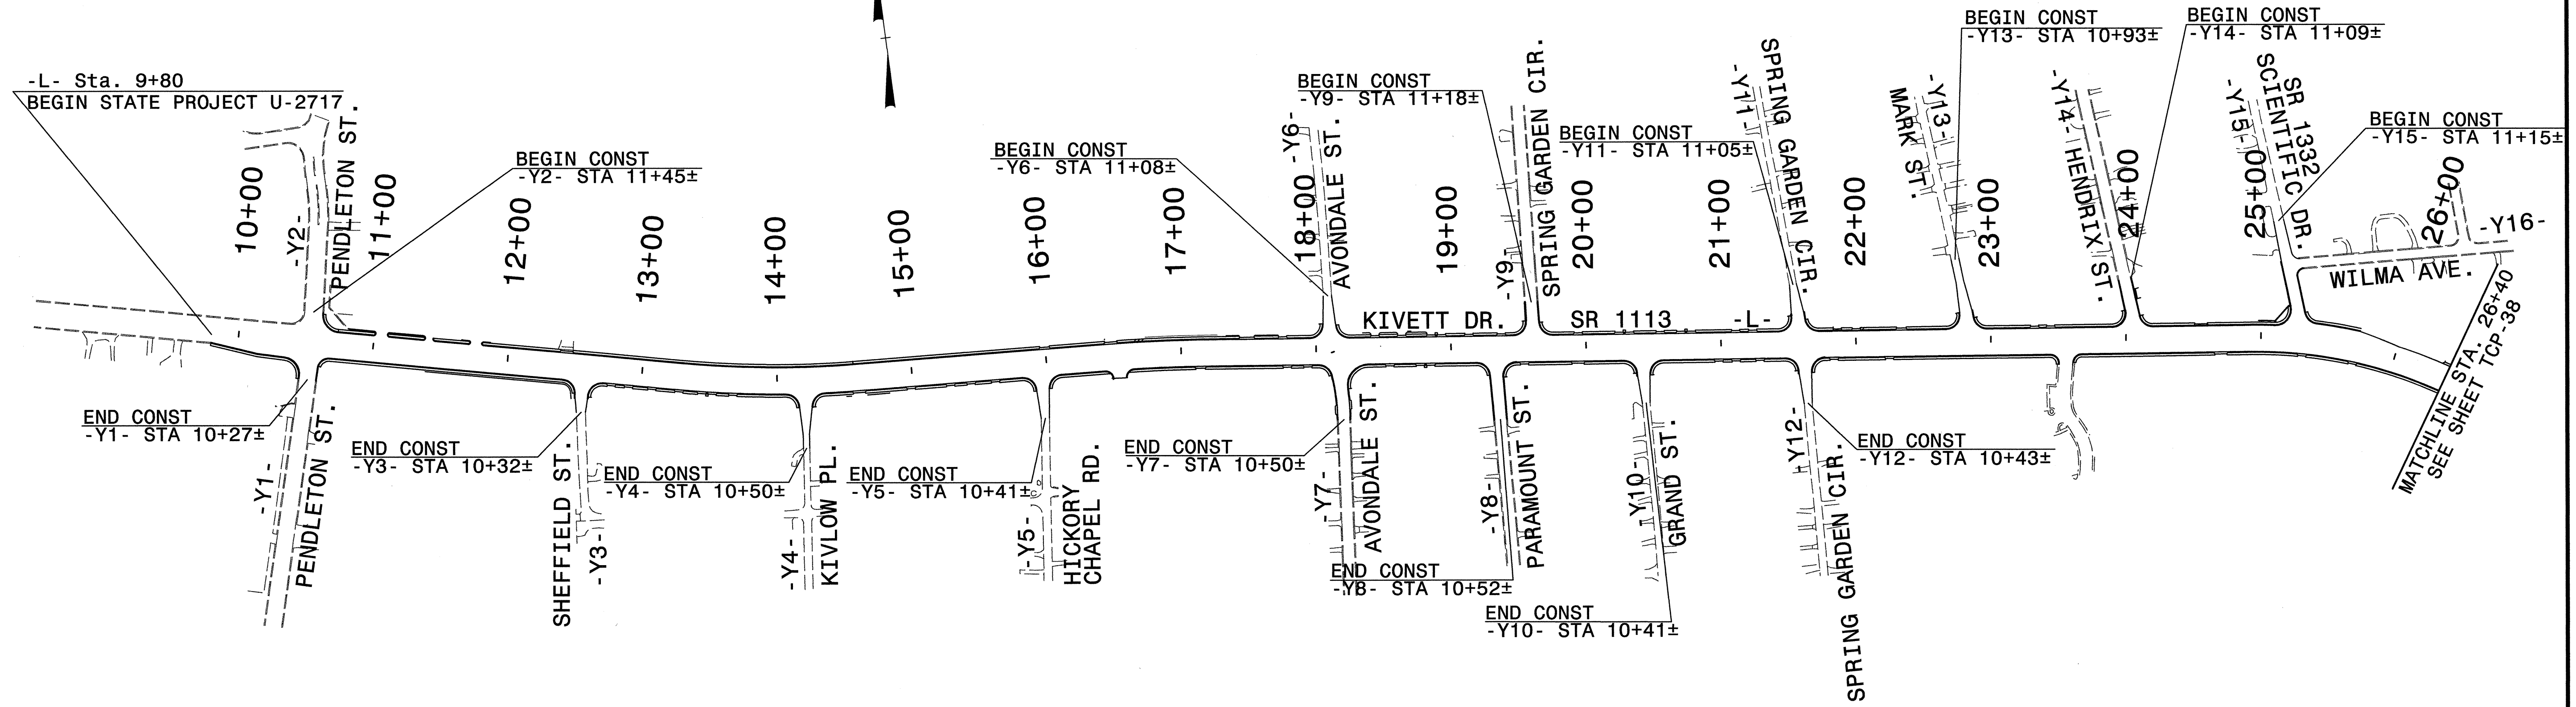 -L- Sta. 9+80
BEGIN STATE PROJECT U-2717
10+00
-Y2-
PENDLETON ST.
11+00
BEGIN CONST
-Y2- STA 11+45±
12+00
13+00
14+00
15+00
16+00
17+00
BEGIN CONST
-Y6- STA 11+08±
18+00
-Y6-
AVONDALE ST.
BEGIN CONST
-Y9- STA 11+18±
19+00
-Y9-
SPRING GARDEN CIR.
20+00
BEGIN CONST
-Y11- STA 11+05±
21+00
-Y11-
SPRING GARDEN CIR.
22+00
MARK ST.
-Y13-
BEGIN CONST
-Y13- STA 10+93±
23+00
-Y14-
HENDRIX ST.
24+00
BEGIN CONST
-Y14- STA 11+09±
25+00
-Y15-
SR 1332
SCIENTIFIC DR.
BEGIN CONST
-Y15- STA 11+15±
26+00
-Y16-
WILMA AVE.
KIVETT DR.
SR 1113
-L-
MATCHLINE STA. 26+40
SEE SHEET TCP-38
END CONST
-Y1- STA 10+27±
-Y1-
PENDLETON ST.
END CONST
-Y3- STA 10+32±
SHEFFIELD ST.
-Y3-
END CONST
-Y4- STA 10+50±
-Y4-
KIVLOW PL.
END CONST
-Y5- STA 10+41±
-Y5-
HICKORY
CHAPEL RD.
END CONST
-Y7- STA 10+50±
-Y7-
AVONDALE ST.
END CONST
-Y8- STA 10+52±
-Y8-
PARAMOUNT ST.
END CONST
-Y10- STA 10+41±
-Y10-
GRAND ST.
-Y12-
SPRING GARDEN CIR.
END CONST
-Y12- STA 10+43±